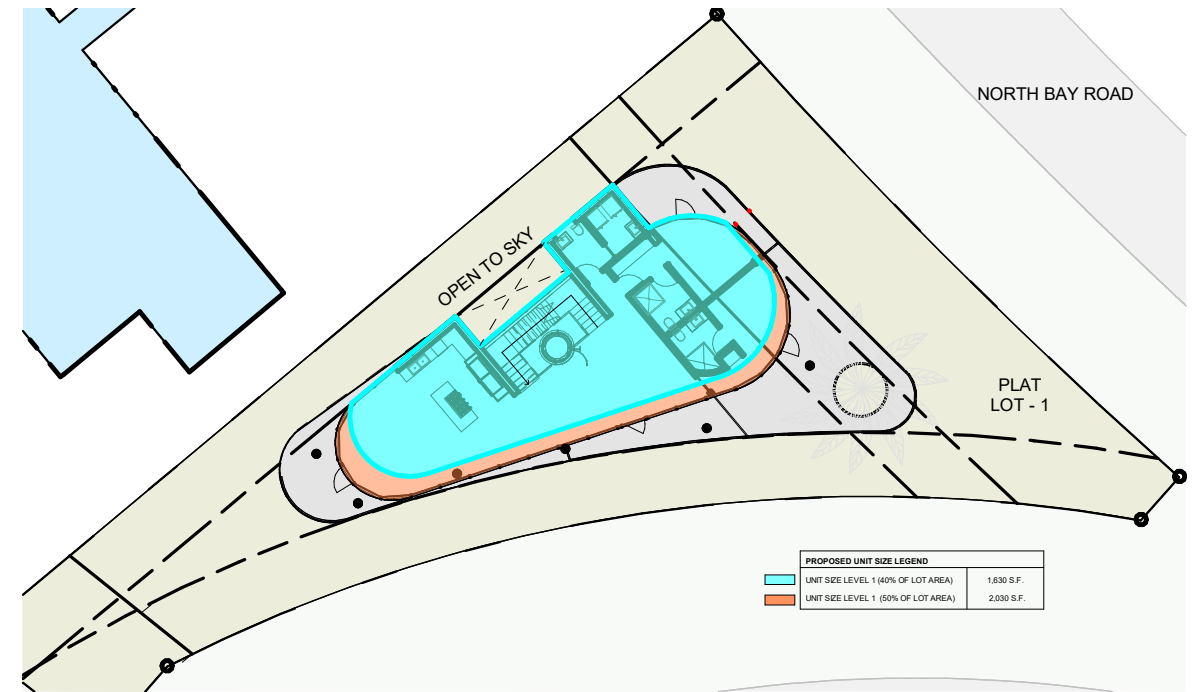 NORTH BAY ROAD
OPEN TO SKY
PLAT
LOT - 1
PROPOSED UNIT SIZE LEGEND
UNIT SIZE LEVEL 1 (40% OF LOT AREA) 1,630 S.F.
UNIT SIZE LEVEL 1 (50% OF LOT AREA) 2,030 S.F.